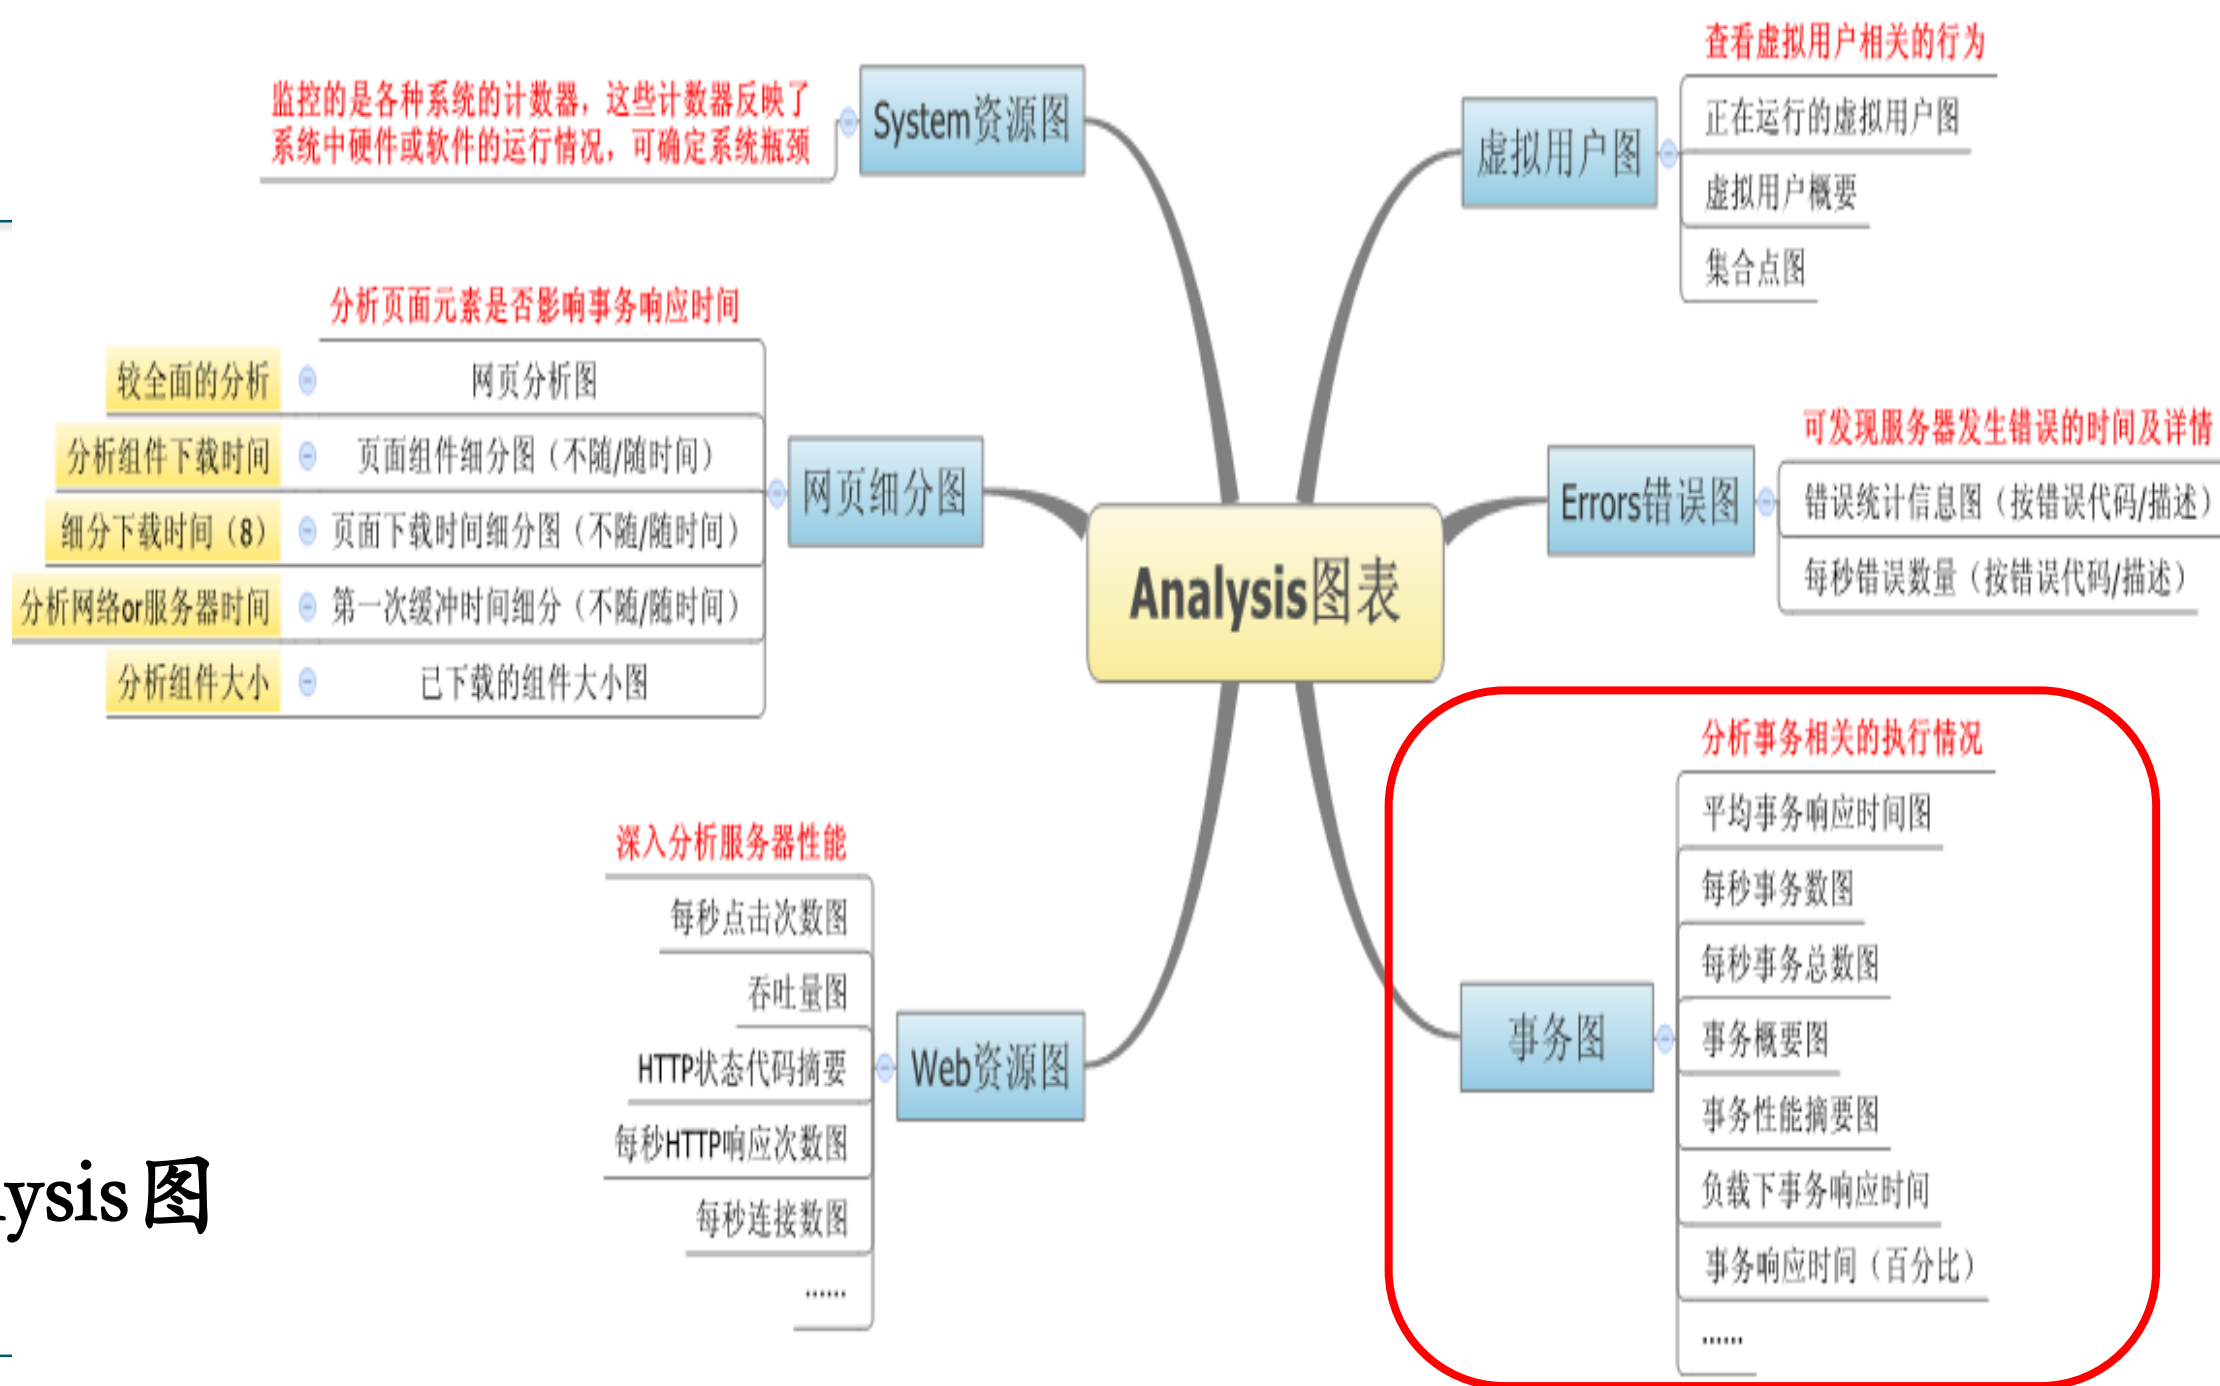 监控的是各种系统的计数器，这些计数器反映了
系统中硬件或软件的运行情况，可确定系统瓶颈
System资源图
分析页面元素是否影响事务响应时间
较全面的分析
网页分析图
分析组件下载时间
页面组件细分图（不随/随时间）
细分下载时间（8）
页面下载时间细分图（不随/随时间）
分析网络or服务器时间
第一次缓冲时间细分（不随/随时间）
分析组件大小
已下载的组件大小图
网页细分图
深入分析服务器性能
每秒点击次数图
吞吐量图
HTTP状态代码摘要
每秒HTTP响应次数图
每秒连接数图
……
Web资源图
Analysis图表
查看虚拟用户相关的行为
正在运行的虚拟用户图
虚拟用户概要
集合点图
虚拟用户图
可发现服务器发生错误的时间及详情
错误统计信息图（按错误代码/描述）
每秒错误数量（按错误代码/描述）
Errors错误图
分析事务相关的执行情况
平均事务响应时间图
每秒事务数图
每秒事务总数图
事务概要图
事务性能摘要图
负载下事务响应时间
事务响应时间（百分比）
……
事务图
lysis图